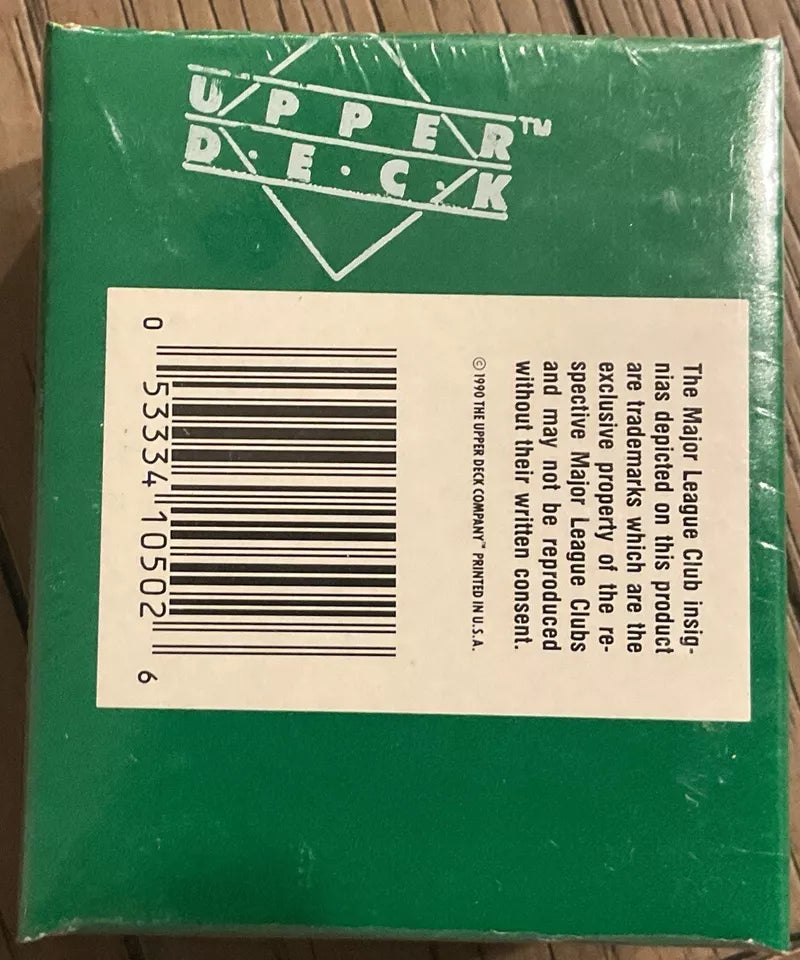 UPPER™
D·E·C·K
The Major League Club insig-
nias depicted on this product
are trademarks which are the
exclusive property of the re-
spective Major League Clubs
and may not be reproduced
without their written consent.
© 1990 THE UPPER DECK COMPANY™ PRINTED IN U.S.A.
0 53334 10502 6